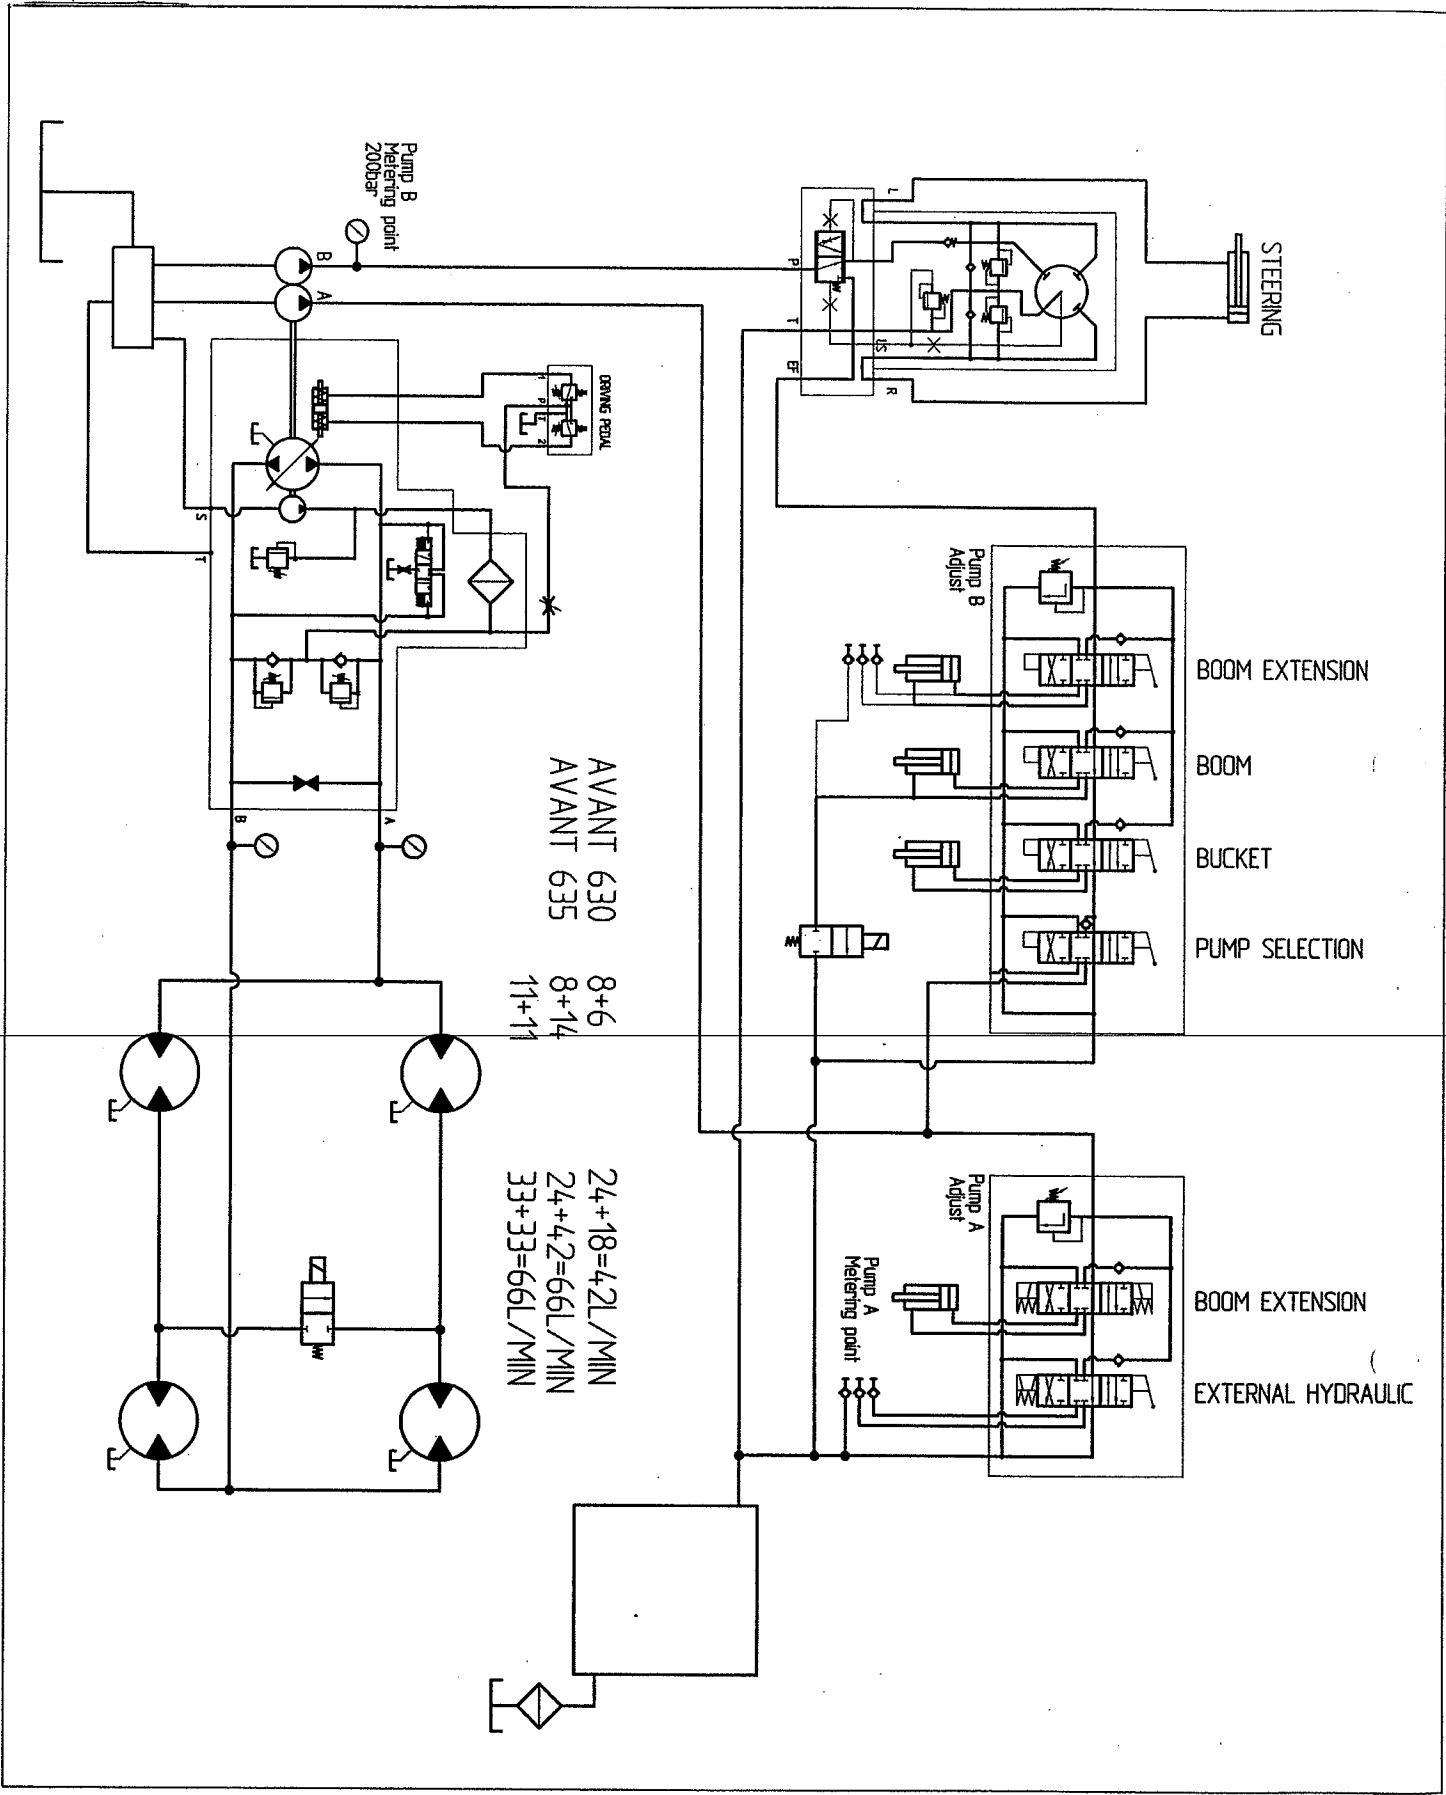 STEERING
L
R
P
T
EF
LS
Pump B
Metering point
200bar
B
A
DRIVING PEDAL
1
P
T
2
S
T
B
A
Pump B
Adjust
BOOM EXTENSION
BOOM
BUCKET
PUMP SELECTION
AVANT 630 8+6 24+18=42L/MIN
AVANT 635 8+14 24+42=66L/MIN
11+11 33+33=66L/MIN
Pump A
Adjust
Pump A
Metering point
BOOM EXTENSION
EXTERNAL HYDRAULIC